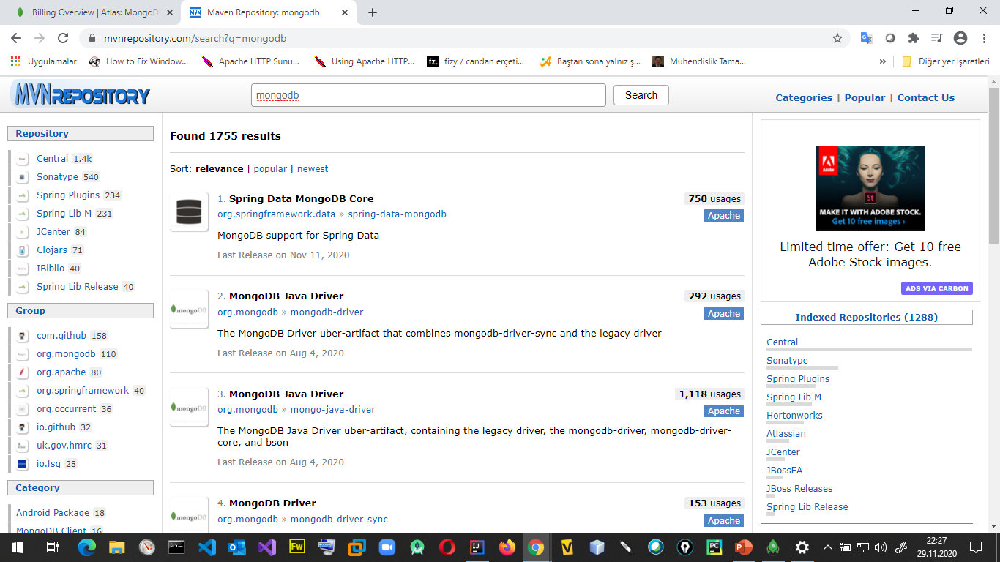 Billing Overview | Atlas: MongoD
Maven Repository: mongodb
mvnrepository.com/search?q=mongodb
Uygulamalar
How to Fix Window...
Apache HTTP Sunu...
Using Apache HTTP...
fz.
fizy / candan erçeti...
Baştan sona yalnız ş...
Mühendislik Tama...
»
Diğer yer işaretleri
MVNREPOSITORY
mongodb
Search
Categories | Popular | Contact Us
Repository
Central 1.4k
Sonatype 540
Spring Plugins 234
Spring Lib M 231
JCenter 84
Clojars 71
IBiblio 40
Spring Lib Release 40
Group
com.github 158
org.mongodb 110
org.apache 80
org.springframework 40
org.occurrent 36
io.github 32
uk.gov.hmrc 31
io.fsq 28
Category
Android Package 18
MongoDB Client 16
Found 1755 results
Sort: relevance | popular | newest
1. Spring Data MongoDB Core
750 usages
org.springframework.data » spring-data-mongodb
Apache
MongoDB support for Spring Data
Last Release on Nov 11, 2020
mongoDB
2. MongoDB Java Driver
292 usages
org.mongodb » mongodb-driver
Apache
The MongoDB Driver uber-artifact that combines mongodb-driver-sync and the legacy driver
Last Release on Aug 4, 2020
mongoDB
3. MongoDB Java Driver
1,118 usages
org.mongodb » mongo-java-driver
Apache
The MongoDB Java Driver uber-artifact, containing the legacy driver, the mongodb-driver, mongodb-driver-
core, and bson
Last Release on Aug 4, 2020
mongoDB
4. MongoDB Driver
153 usages
org.mongodb » mongodb-driver-sync
Apache
Adobe
St
MAKE IT WITH ADOBE STOCK.
Get 10 free images ›
Limited time offer: Get 10 free
Adobe Stock images.
ADS VIA CARBON
Indexed Repositories (1288)
Central
Sonatype
Spring Plugins
Spring Lib M
Hortonworks
Atlassian
JCenter
JBossEA
JBoss Releases
Spring Lib Release
Fw
IJ
PC
22:27
29.11.2020